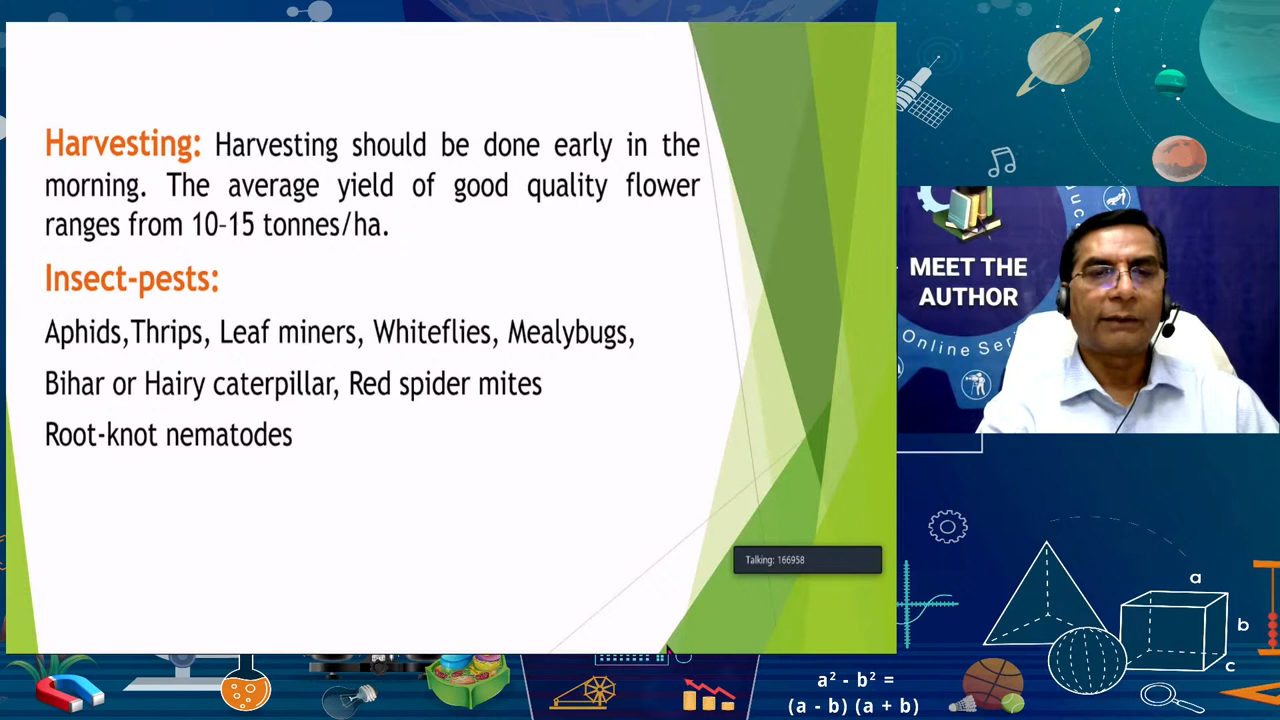 Harvesting: Harvesting should be done early in the
morning. The average yield of good quality flower
ranges from 10-15 tonnes/ha.
Insect-pests:
Aphids,Thrips, Leaf miners, Whiteflies, Mealybugs,
Bihar or Hairy caterpillar, Red spider mites
Root-knot nematodes
Talking: 166958
MEET THE
AUTHOR
Online Seri
a
b
c
a² - b² =
(a - b) (a + b)